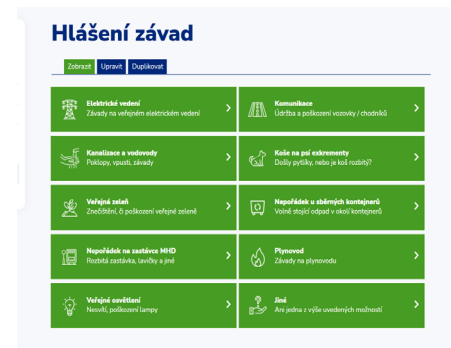 Hlášení závad
Zobrazit Upravit Duplikovat
Elektrické vedení
Závady na veřejném elektrickém vedení
Komunikace
Údržba a poškození vozovky / chodníků
Kanalizace a vodovody
Poklopy, vpusti, závady
Koše na psí exkrementy
Došly pytlíky, nebo je koš rozbitý?
Veřejná zeleň
Znečištění, či poškození veřejné zeleně
Nepořádek u sběrných kontejnerů
Volně stojící odpad v okolí kontejnerů
Nepořádek na zastávce MHD
Rozbitá zastávka, lavičky a jiné
Plynovod
Závady na plynovodu
Veřejné osvětlení
Nesvítí, poškození lampy
Jiné
Ani jedna z výše uvedených možností